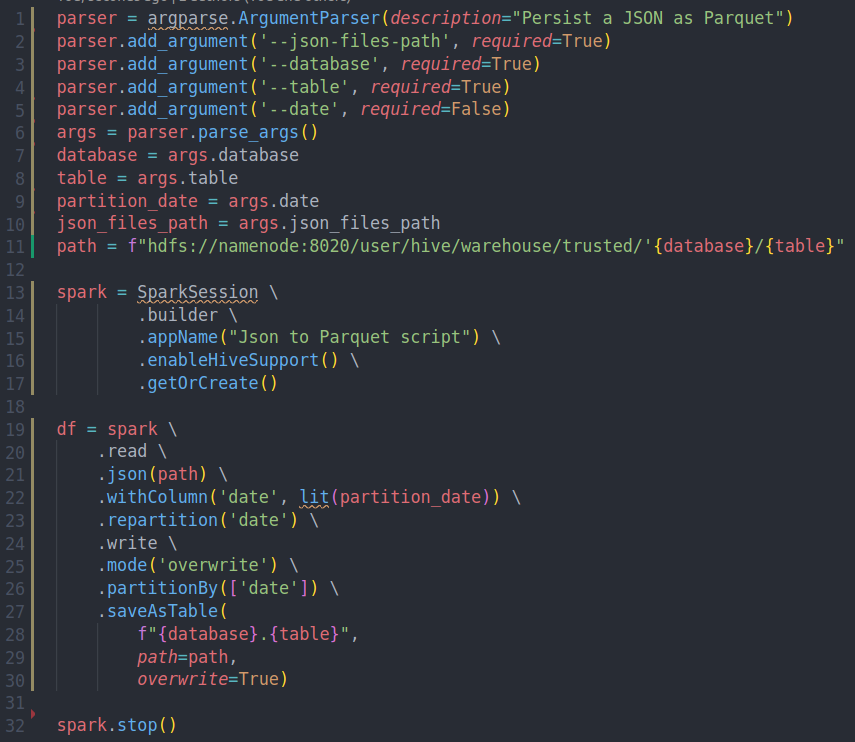 1 parser = argparse.ArgumentParser(description="Persist a JSON as Parquet")
2 parser.add_argument('--json-files-path', required=True)
3 parser.add_argument('--database', required=True)
4 parser.add_argument('--table', required=True)
5 parser.add_argument('--date', required=False)
6 args = parser.parse_args()
7 database = args.database
8 table = args.table
9 partition_date = args.date
10 json_files_path = args.json_files_path
11 path = f"hdfs://namenode:8020/user/hive/warehouse/trusted/'{database}/{table}"
12
13 spark = SparkSession \
14         .builder \
15         .appName("Json to Parquet script") \
16         .enableHiveSupport() \
17         .getOrCreate()
18
19 df = spark \
20     .read \
21     .json(path) \
22     .withColumn('date', lit(partition_date)) \
23     .repartition('date') \
24     .write \
25     .mode('overwrite') \
26     .partitionBy(['date']) \
27     .saveAsTable(
28         f"{database}.{table}",
29         path=path,
30         overwrite=True)
31
32 spark.stop()